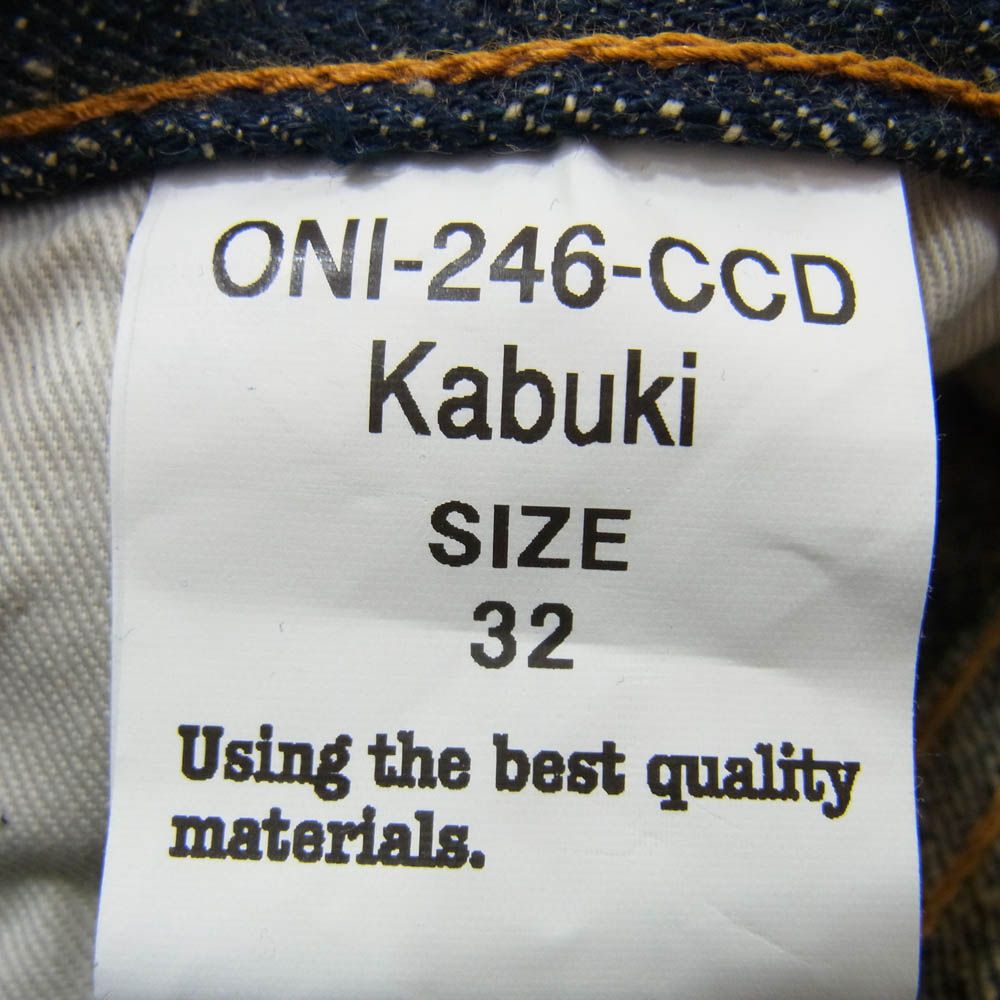 ONI-246-CCD
Kabuki
SIZE
32
Using the best quality
materials.